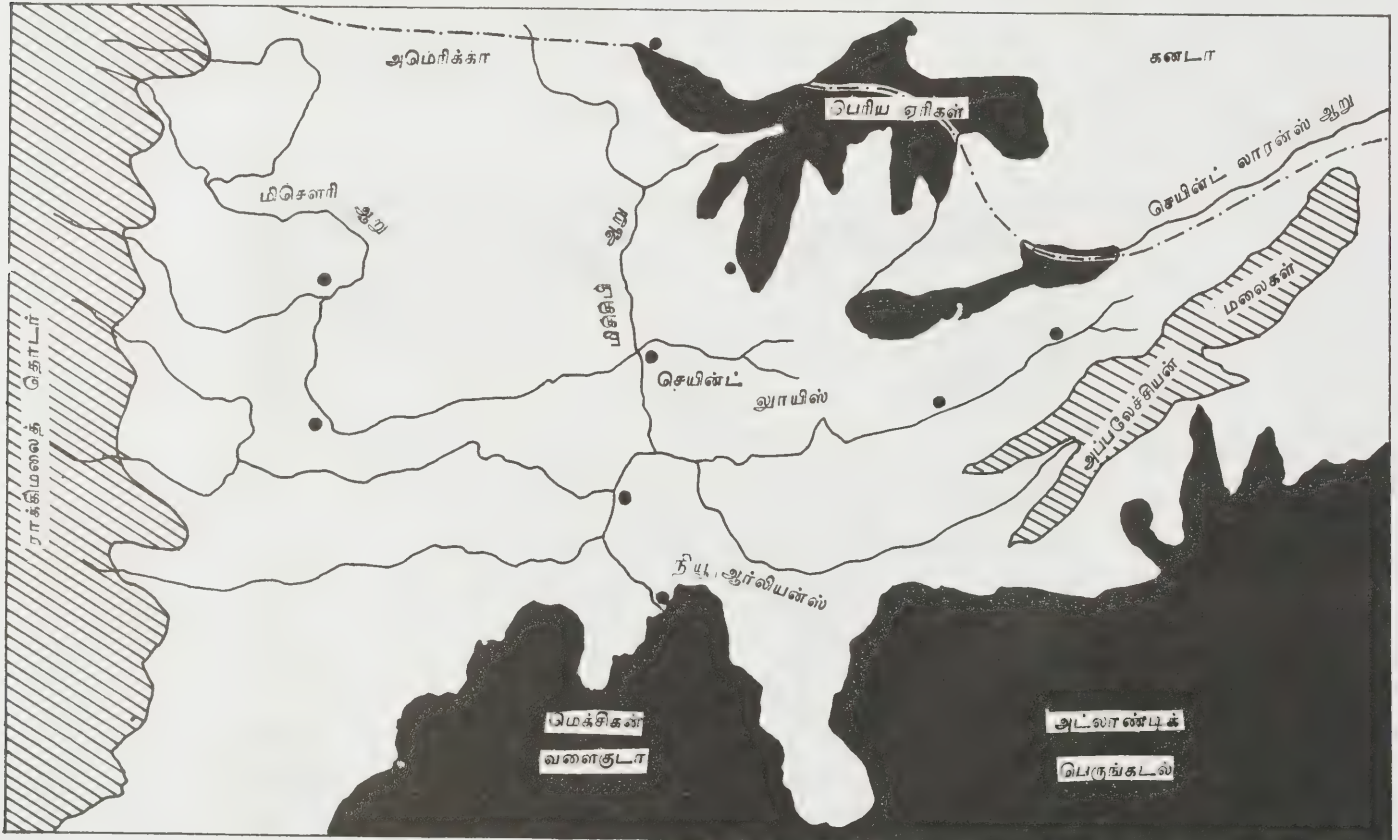 அமெரிக்கா
கனடா
பெரிய ஏரிகள்
செயின்ட் லாரன்ஸ் ஆறு
மிசௌரி
ஆறு
மிசிசிபி ஆறு
மலைகள்
அப்பலேச்சியன்
ராக்கிமலைத் தொடர்
செயின்ட்
லூயிஸ்
நியூ ஆர்லியன்ஸ்
மெக்சிகன்
வளைகுடா
அட்லாண்டிக்
பெருங்கடல்